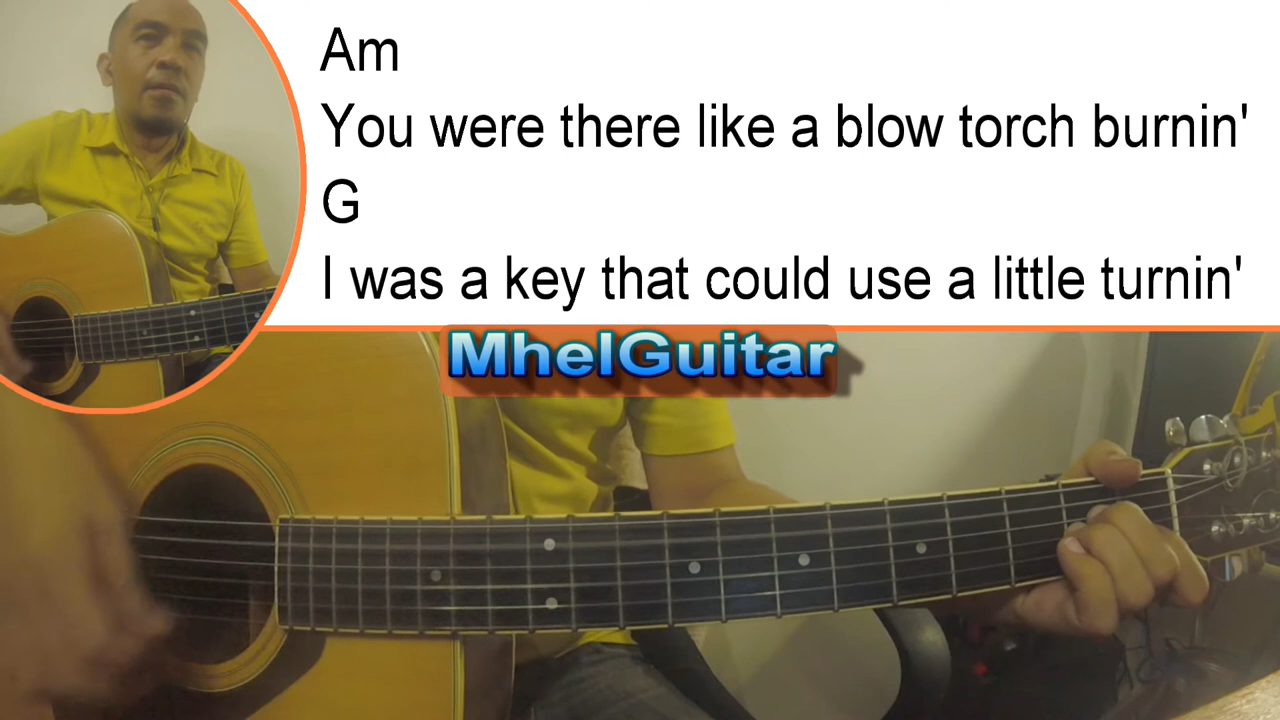 Am
You were there like a blow torch burnin'
G
I was a key that could use a little turnin'
MhelGuitar